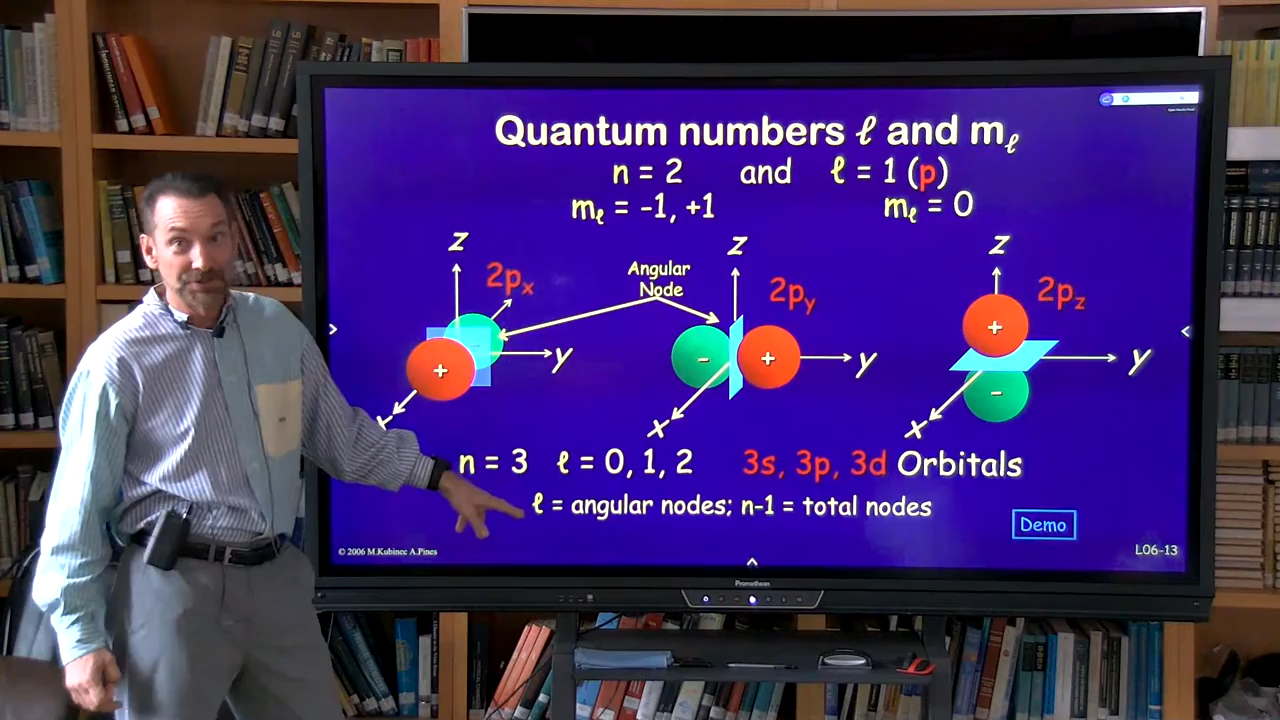 Quantum numbers ℓ and mℓ
n = 2 and ℓ = 1 (p)
mℓ = -1, +1 mℓ = 0
z z z
2px Angular Node 2py 2pz
+ - - + + -
y y y
x x
n = 3 ℓ = 0, 1, 2 3s, 3p, 3d Orbitals
ℓ = angular nodes; n-1 = total nodes
Demo
© 2006 M.Kubinec A.Pines L06-13
Promethean